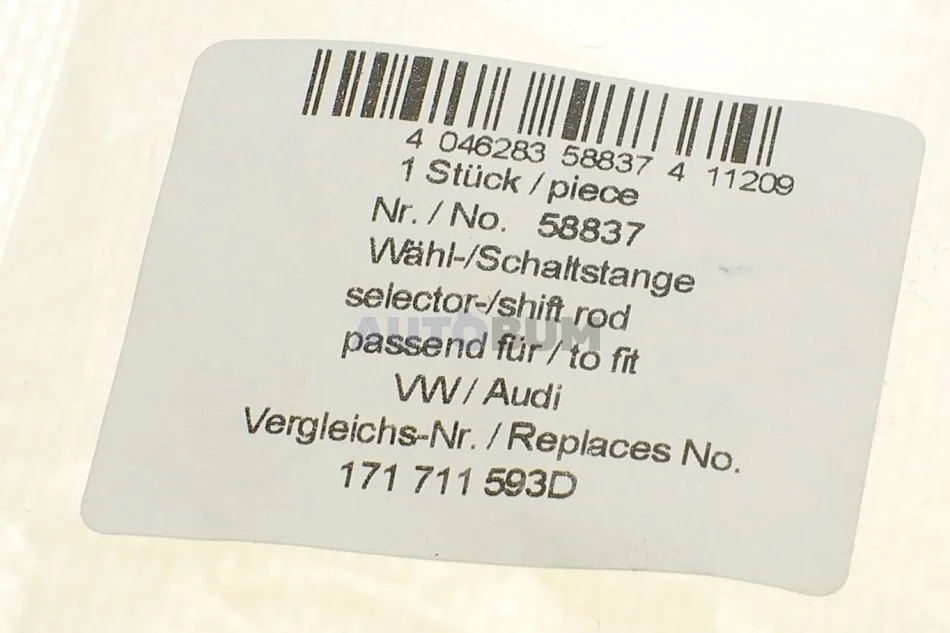 4 046283 58837 4 11209
1 Stück / piece
Nr. / No. 58837
Wähl-/Schaltstange
selector-/shift rod
AUTOBUM
passend für / to fit
VW / Audi
Vergleichs-Nr. / Replaces No.
171 711 593D